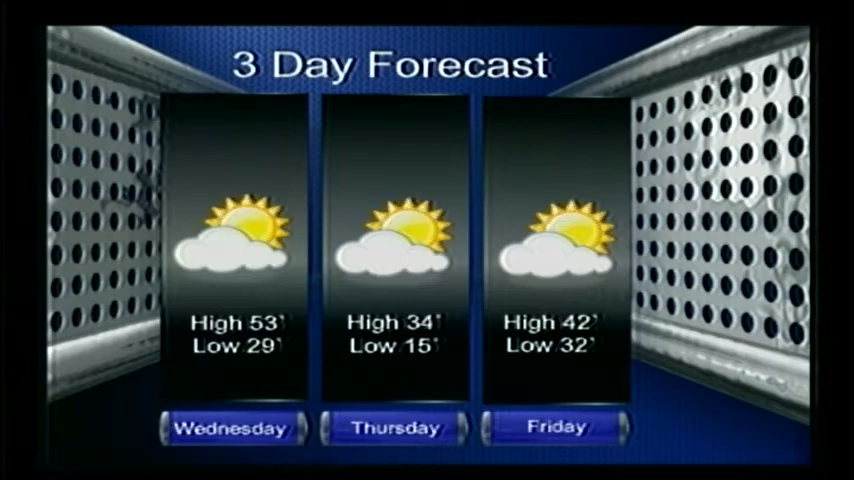 3 Day Forecast
High 53°
Low 29°
High 34°
Low 15°
High 42°
Low 32°
Wednesday
Thursday
Friday